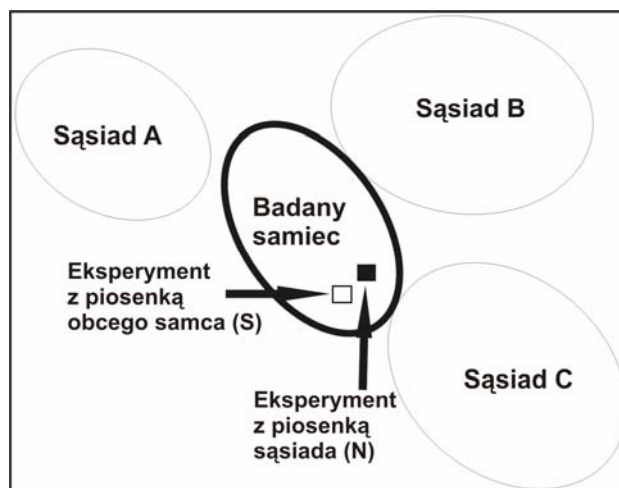 Sąsiad A
Sąsiad B
Badany
samiec
Eksperyment
z piosenką
obcego samca (S)
Sąsiad C
Eksperyment
z piosenką
sąsiada (N)